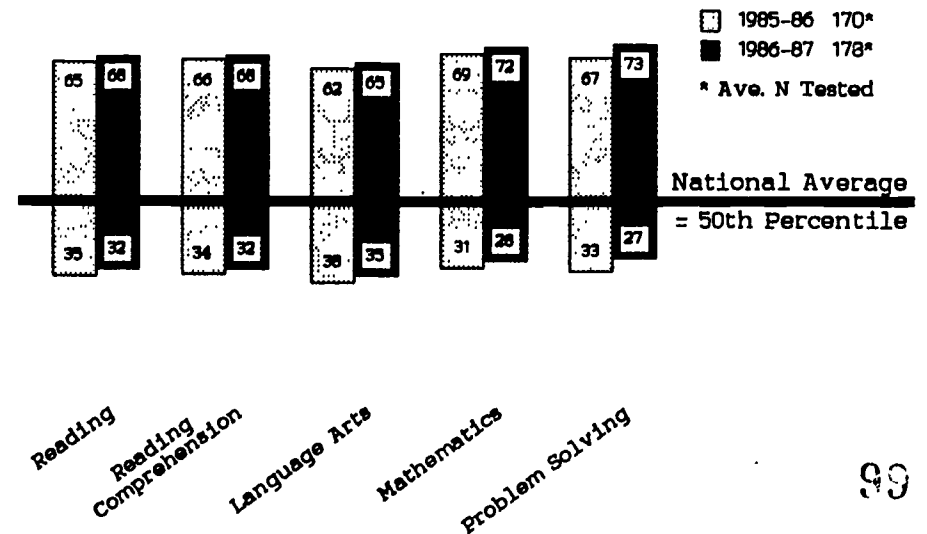 1985-86 170*
1986-87 178*
* Ave. N Tested
65 68 66 68 62 65 69 72 67 73
National Average
= 50th Percentile
35 32 34 32 38 35 31 28 33 27
Reading
Reading
Comprehension
Language Arts
Mathematics
Problem Solving
99